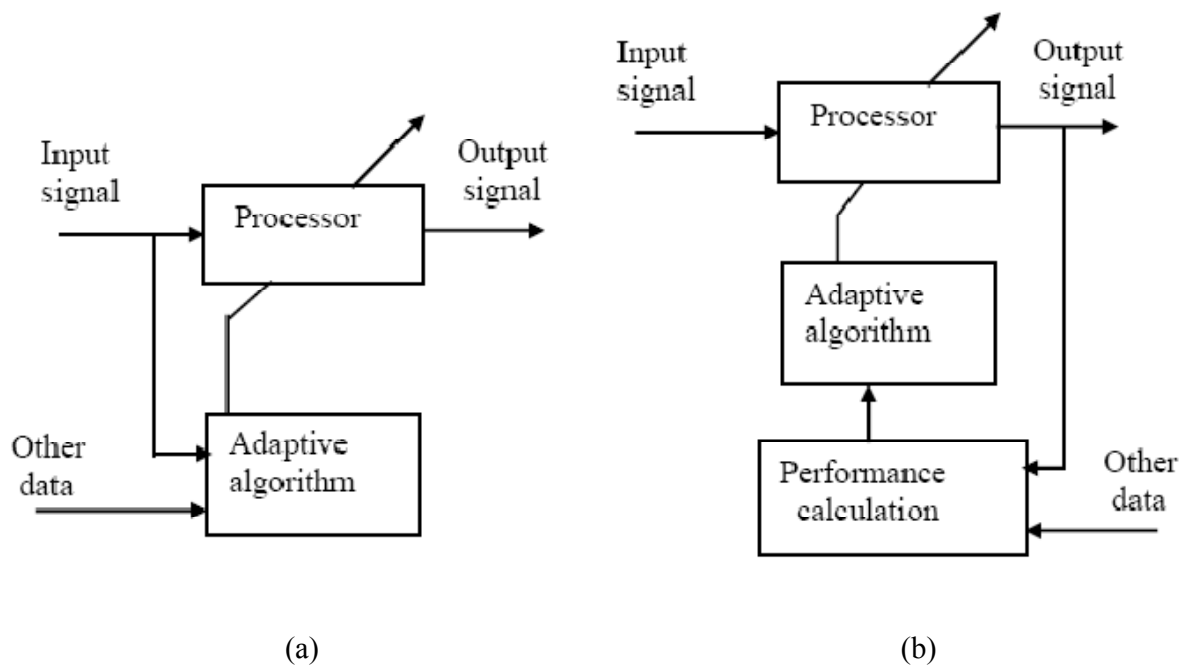 Input
signal
Processor
Output
signal
Other
data
Adaptive
algorithm
(a)
Input
signal
Processor
Output
signal
Adaptive
algorithm
Performance
calculation
Other
data
(b)